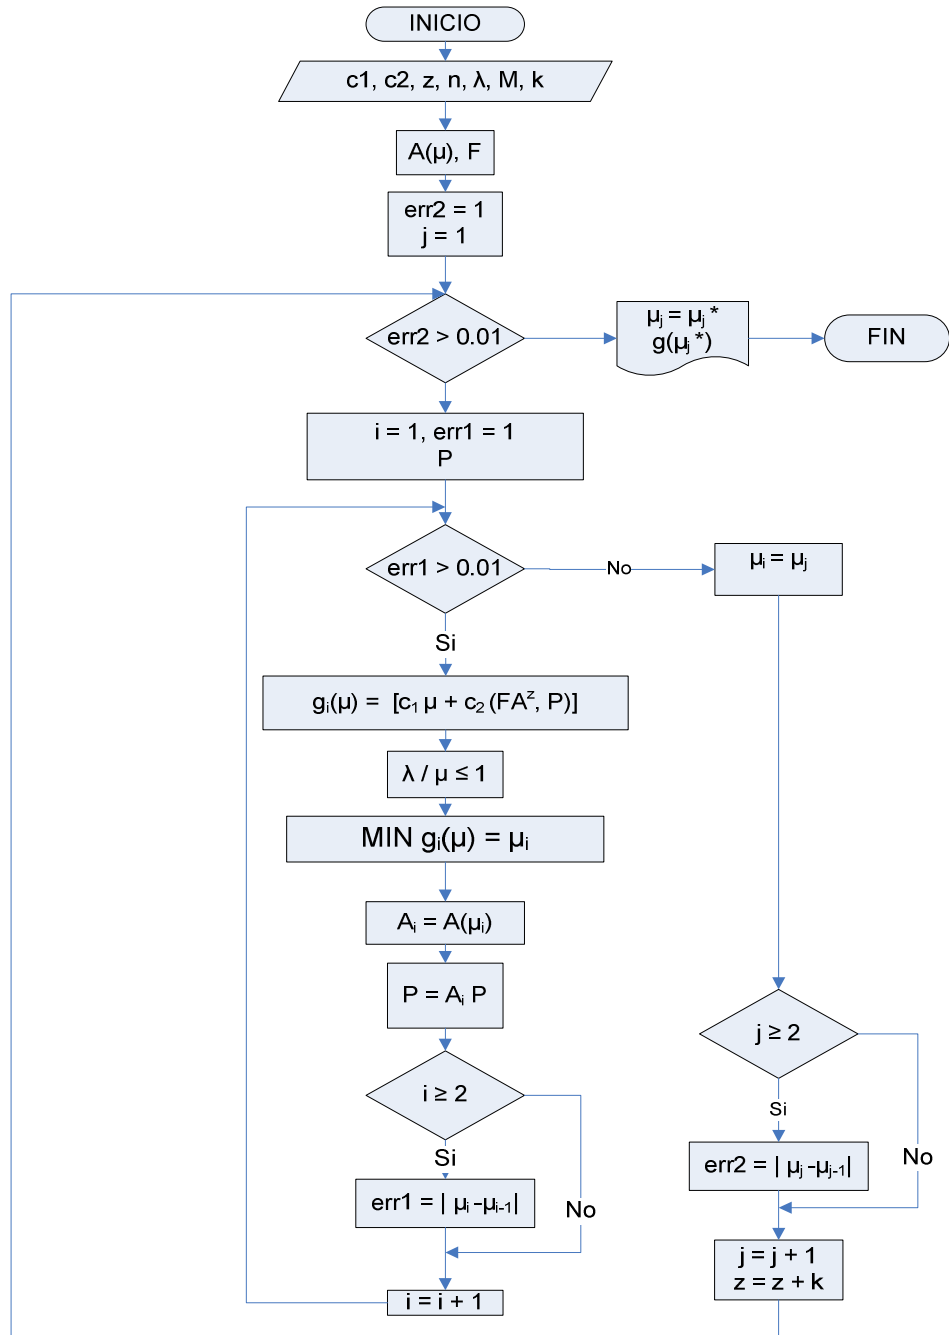 INICIO
c1, c2, z, n, λ, M, k
A(μ), F
err2 = 1
j = 1
err2 > 0.01
μⱼ = μⱼ *
g(μⱼ *)
FIN
i = 1, err1 = 1
P
err1 > 0.01
No
μᵢ = μⱼ
Si
gᵢ(μ) = [c₁ μ + c₂ (FAᶻ, P)]
λ / μ ≤ 1
MIN gᵢ(μ) = μᵢ
Aᵢ = A(μᵢ)
P = Aᵢ P
j ≥ 2
i ≥ 2
Si
No
err2 = | μⱼ -μⱼ₋₁|
Si
err1 = | μᵢ -μᵢ₋₁|
No
j = j + 1
z = z + k
i = i + 1